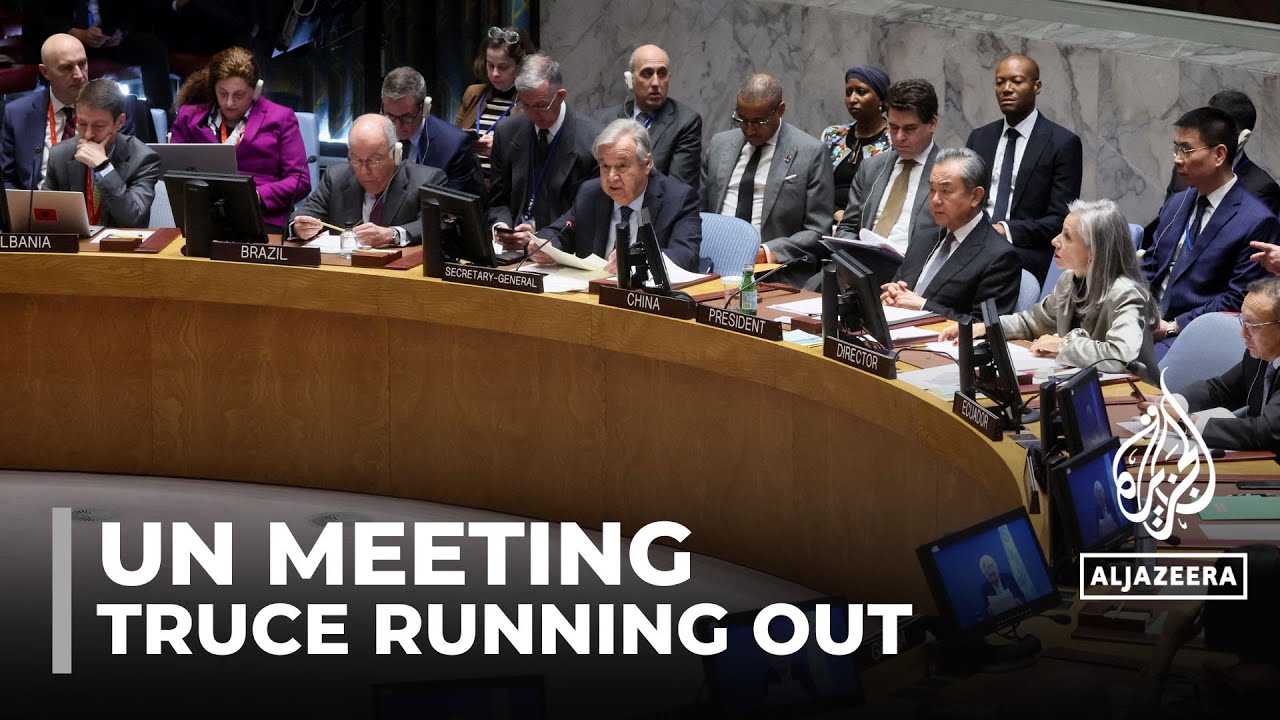 LBANIA
BRAZIL
SECRETARY-GENERAL
CHINA
PRESIDENT
DIRECTOR
ECUADOR
الجزيرة
ALJAZEERA
UN MEETING
TRUCE RUNNING OUT